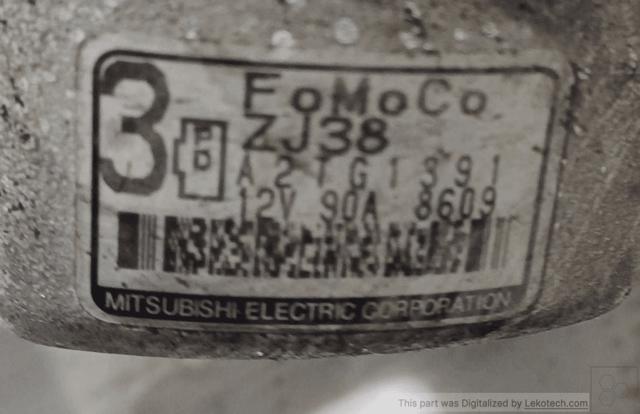 3
FoMoCo
P D
ZJ38
A2TG1391
12V 90A 8609
MITSUBISHI ELECTRIC CORPORATION
This part was Digitalized by Lekotech.com